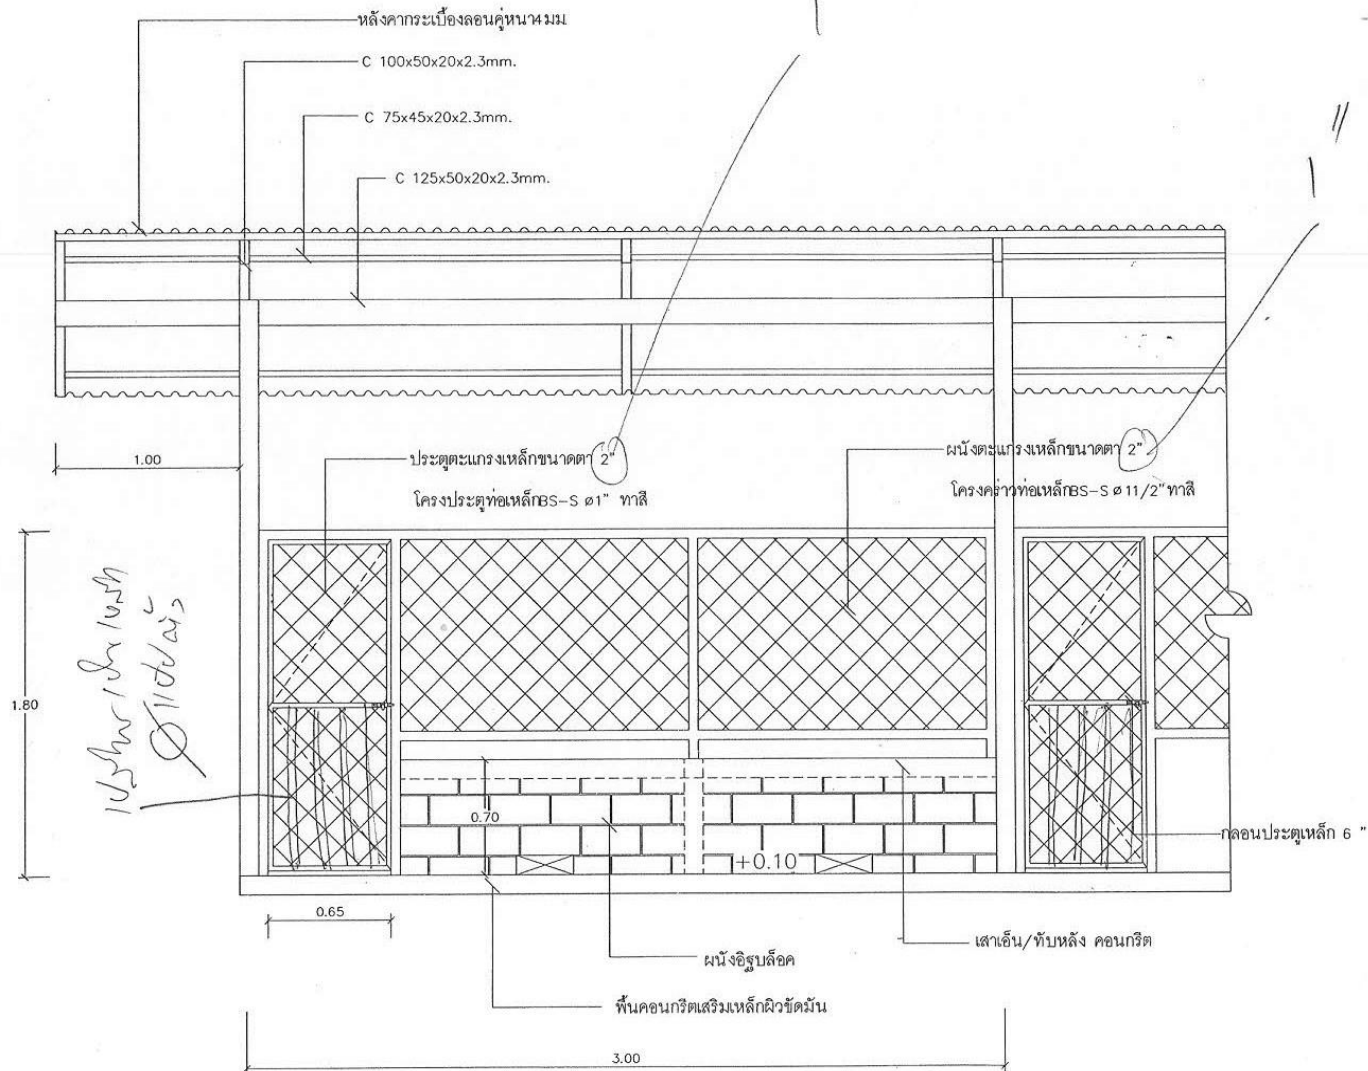 หลังคากระเบื้องลอนคู่หนา4มม
C 100x50x20x2.3mm.
C 75x45x20x2.3mm.
C 125x50x20x2.3mm.
1.00
ประตูตะแกรงเหล็กขนาดตา 2"
โครงประตูท่อเหล็กBS-S ø1" ทาสี
ผนังตะแกรงเหล็กขนาดตา 2"
โครงคร่าวท่อเหล็กBS-S ø11/2"ทาสี
1.80
0.70
+0.10
กลอนประตูเหล็ก 6 "
0.65
เสาเอ็น/ทับหลัง คอนกรีต
ผนังอิฐบล็อค
พื้นคอนกรีตเสริมเหล็กผิวขัดมัน
3.00